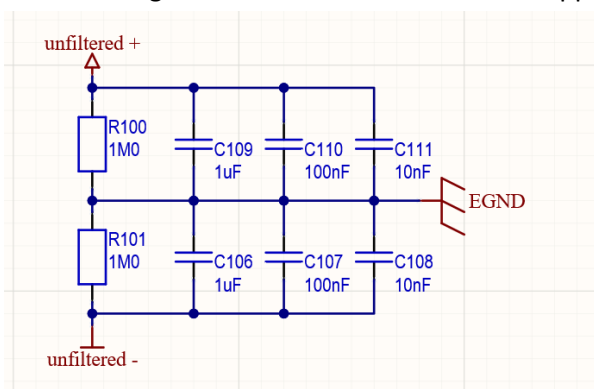 unfiltered +
R100
1M0
C109
1uF
C110
100nF
C111
10nF
EGND
R101
1M0
C106
1uF
C107
100nF
C108
10nF
unfiltered -